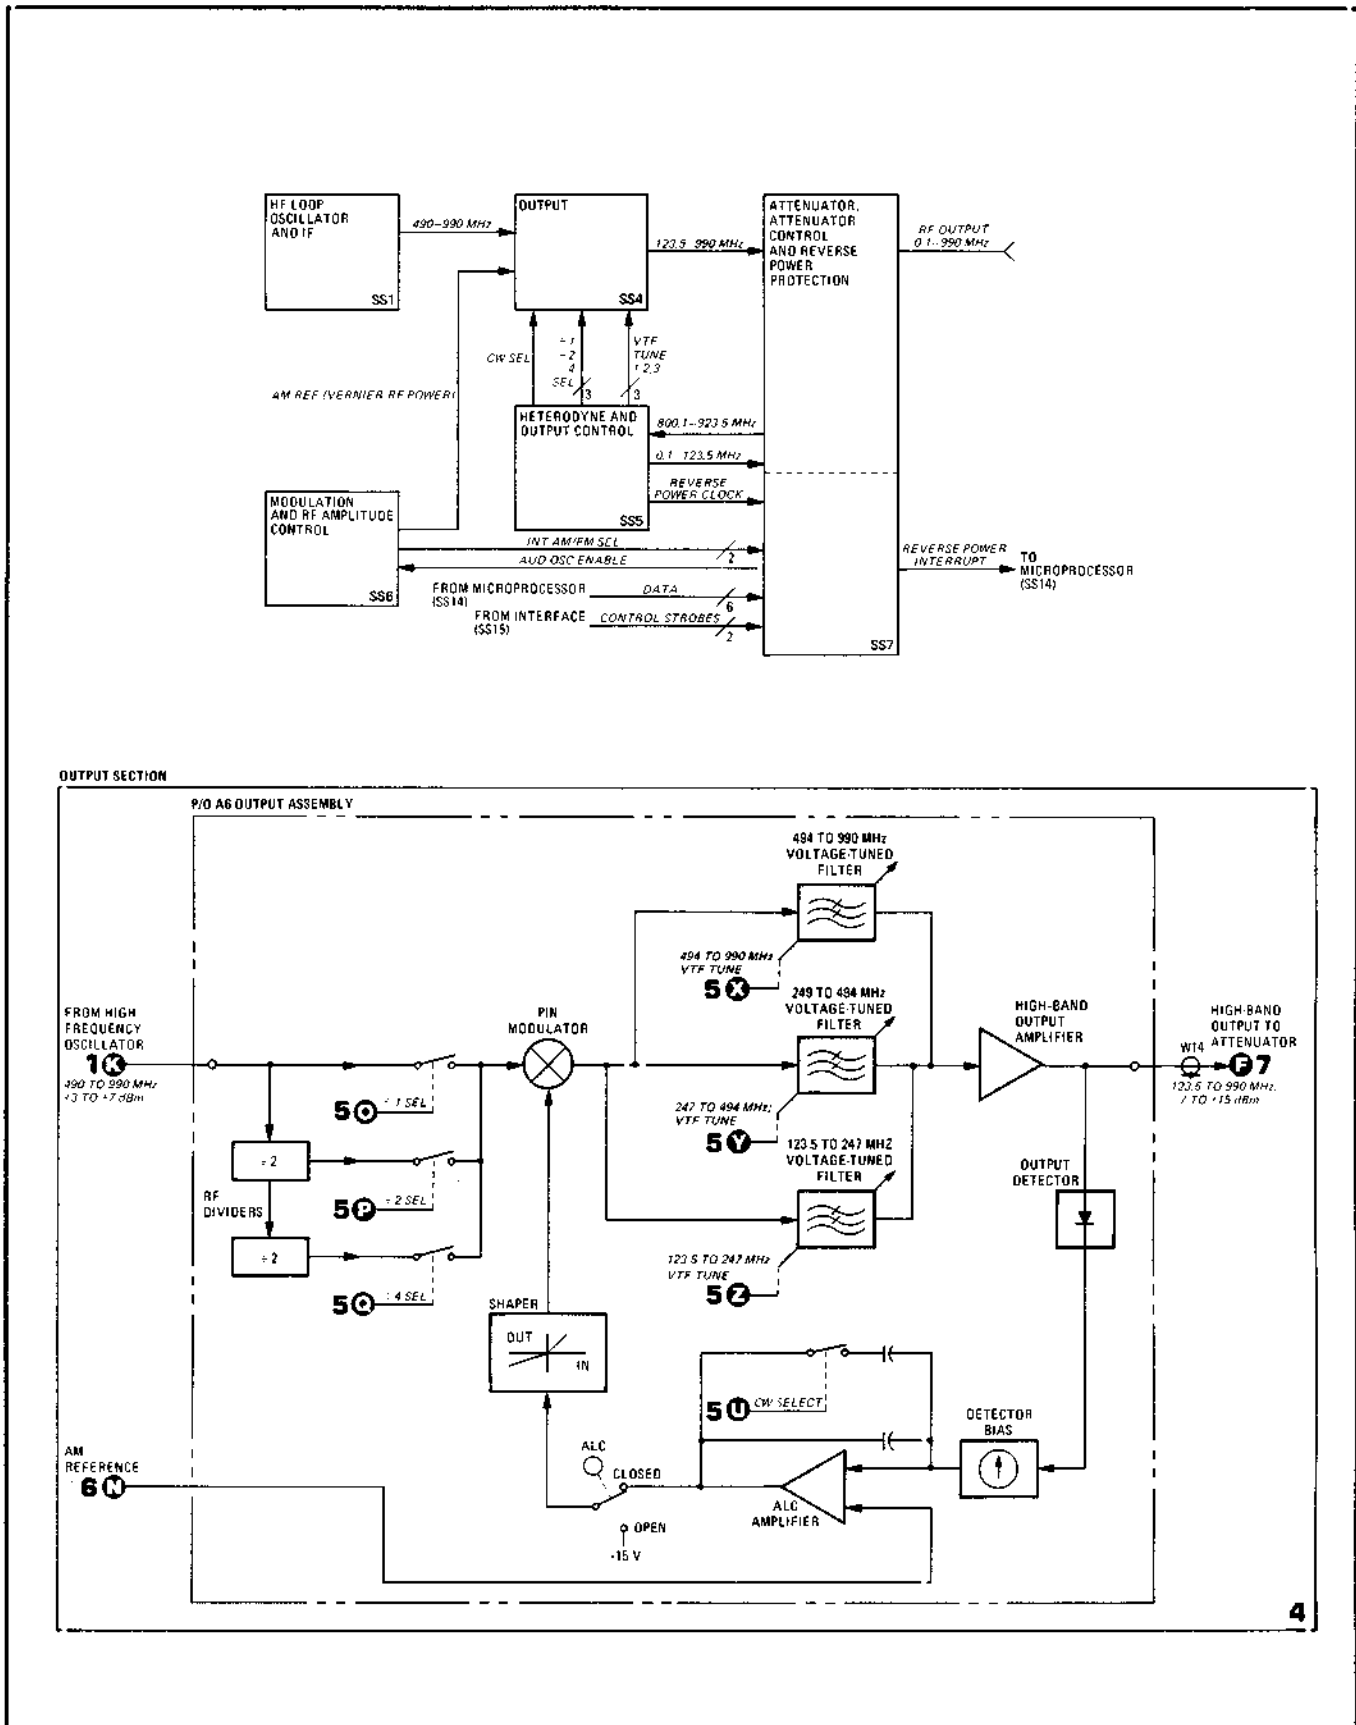 HF LOOP
OSCILLATOR
AND IF
SS1
490-990 MHz
OUTPUT
SS4
123.5-990 MHz
ATTENUATOR,
ATTENUATOR
CONTROL
AND REVERSE
POWER
PROTECTION
SS7
RF OUTPUT
0.1-990 MHz
AM REF (VERNIER RF POWER)
CW SEL
÷1
÷2
4
SEL
3
VTF
TUNE
1 2,3
3
HETERODYNE AND
OUTPUT CONTROL
SS5
800.1-923.5 MHz
0.1 123.5 MHz
REVERSE
POWER CLOCK
MODULATION
AND RF AMPLITUDE
CONTROL
SS6
INT AM/FM SEL
2
AUD OSC ENABLE
FROM MICROPROCESSOR
(SS14)
DATA
6
FROM INTERFACE
(SS15)
CONTROL STROBES
2
REVERSE POWER
INTERRUPT
TO
MICROPROCESSOR
(SS14)
OUTPUT SECTION
P/O A6 OUTPUT ASSEMBLY
494 TO 990 MHz
VOLTAGE-TUNED
FILTER
494 TO 990 MHz
VTF TUNE
5 X
249 TO 494 MHz
VOLTAGE-TUNED
FILTER
247 TO 494 MHz,
VTF TUNE
5 Y
123.5 TO 247 MHZ
VOLTAGE-TUNED
FILTER
123.5 TO 247 MHz
VTF TUNE
5 Z
FROM HIGH
FREQUENCY
OSCILLATOR
1 K
490 TO 990 MHz
+3 TO +7 dBm
5 O ÷1 SEL
÷2
5 P ÷2 SEL
RF
DIVIDERS
÷2
5 Q ÷4 SEL
PIN
MODULATOR
HIGH-BAND
OUTPUT
AMPLIFIER
W14
HIGH-BAND
OUTPUT TO
ATTENUATOR
F 7
123.5 TO 990 MHz,
7 TO +15 dBm
OUTPUT
DETECTOR
SHAPER
OUT
IN
5 U CW SELECT
DETECTOR
BIAS
ALC
CLOSED
OPEN
-15 V
ALC
AMPLIFIER
AM
REFERENCE
6 N
4